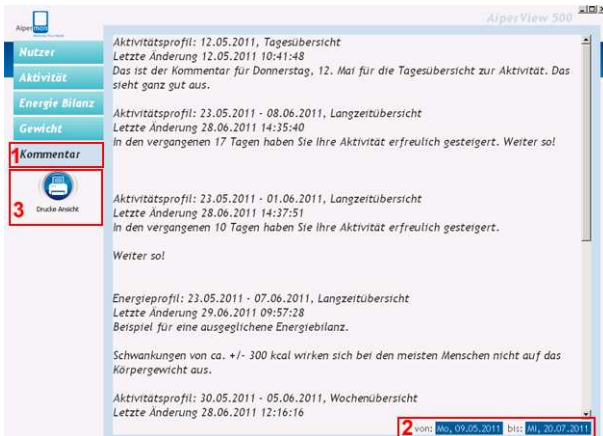 AiperView 500
Aipermon
Nutzer
Aktivität
Energie Bilanz
Gewicht
1 Kommentar
3 Drucke Ansicht
Aktivitätsprofil: 12.05.2011, Tagesübersicht
Letzte Änderung 12.05.2011 10:41:48
Das ist der Kommentar für Donnerstag, 12. Mai für die Tagesübersicht zur Aktivität. Das
sieht ganz gut aus.
Aktivitätsprofil: 23.05.2011 - 08.06.2011, Langzeitübersicht
Letzte Änderung 28.06.2011 14:35:40
In den vergangenen 17 Tagen haben Sie Ihre Aktivität erfreulich gesteigert. Weiter so!
Aktivitätsprofil: 23.05.2011 - 01.06.2011, Langzeitübersicht
Letzte Änderung 28.06.2011 14:37:51
In den vergangenen 10 Tagen haben Sie Ihre Aktivität erfreulich gesteigert.
Weiter so!
Energieprofil: 23.05.2011 - 07.06.2011, Langzeitübersicht
Letzte Änderung 29.06.2011 09:57:28
Beispiel für eine ausgeglichene Energiebilanz.
Schwankungen von ca. +/- 300 kcal wirken sich bei den meisten Menschen nicht auf das
Körpergewicht aus.
Aktivitätsprofil: 30.05.2011 - 05.06.2011, Wochenübersicht
Letzte Änderung 28.06.2011 12:16:16
2 von: Mo, 09.05.2011 bis: Mi, 20.07.2011